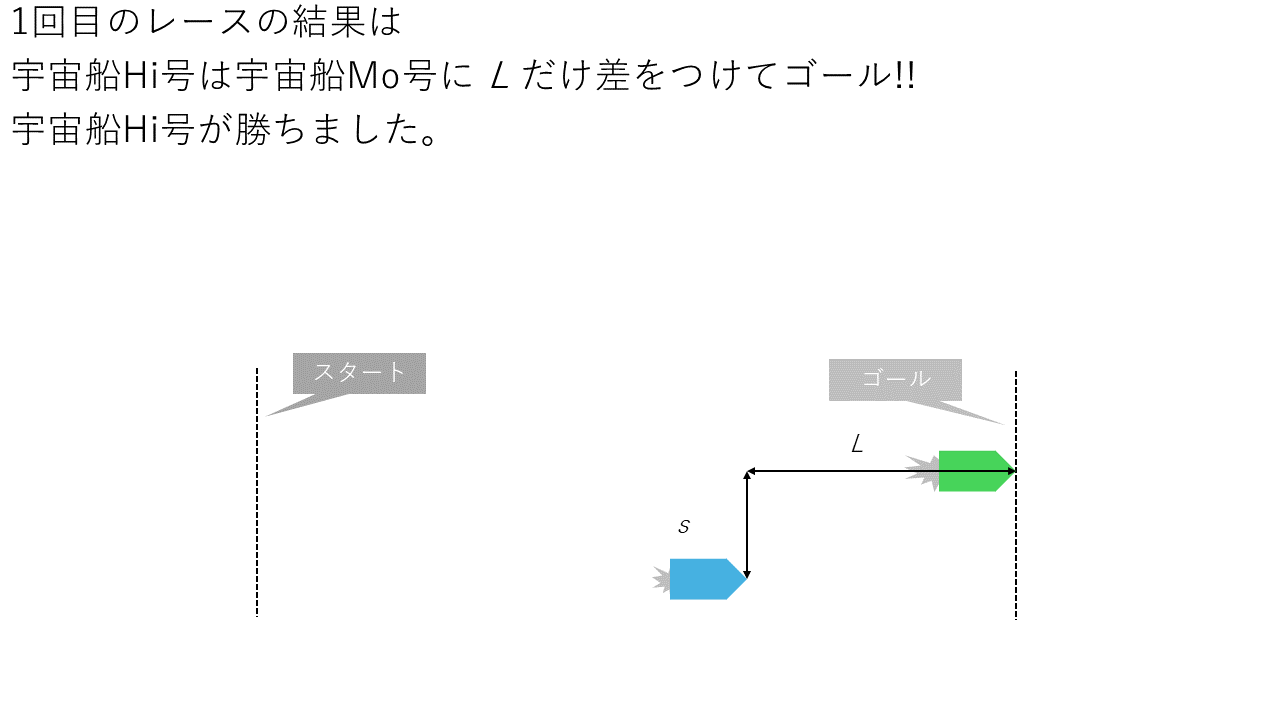 1回目のレースの結果は
宇宙船Hi号は宇宙船Mo号に L だけ差をつけてゴール!!
宇宙船Hi号が勝ちました。
スタート
ゴール
L
s